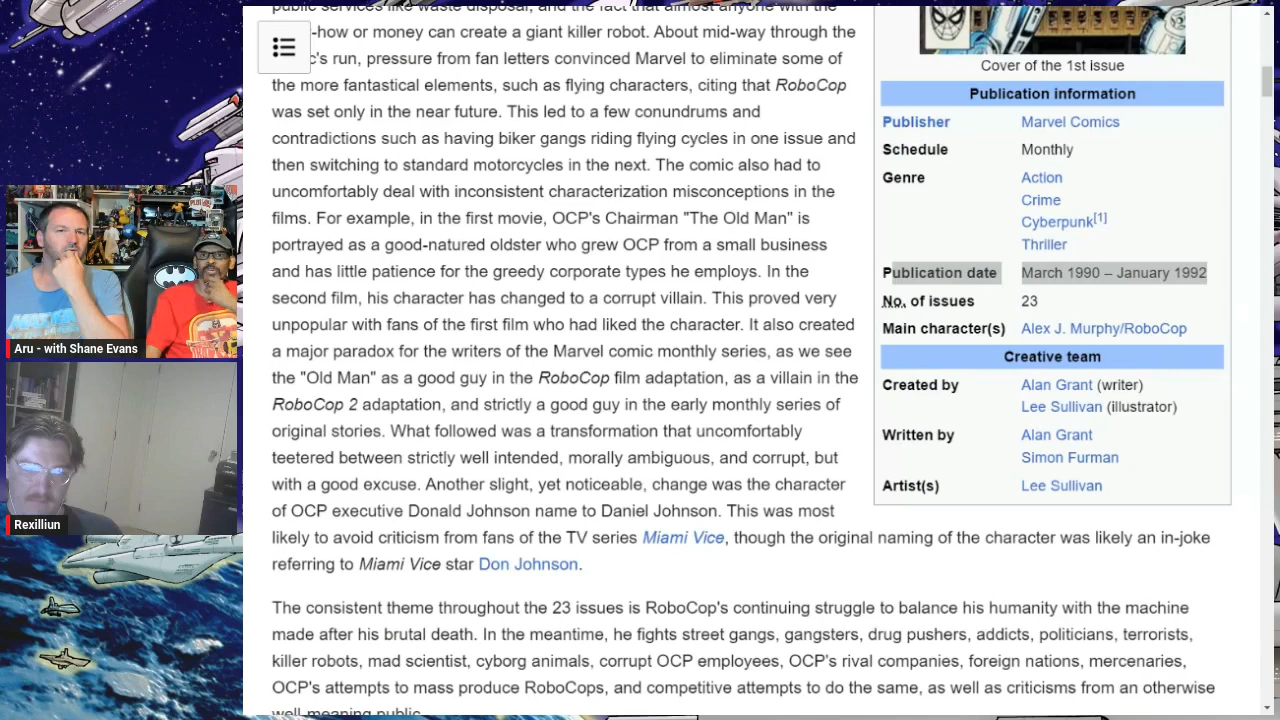 public services like waste disposal, and the fact that almost anyone with the
-how or money can create a giant killer robot. About mid-way through the
c's run, pressure from fan letters convinced Marvel to eliminate some of
the more fantastical elements, such as flying characters, citing that RoboCop
was set only in the near future. This led to a few conundrums and
contradictions such as having biker gangs riding flying cycles in one issue and
then switching to standard motorcycles in the next. The comic also had to
uncomfortably deal with inconsistent characterization misconceptions in the
films. For example, in the first movie, OCP's Chairman "The Old Man" is
portrayed as a good-natured oldster who grew OCP from a small business
and has little patience for the greedy corporate types he employs. In the
second film, his character has changed to a corrupt villain. This proved very
unpopular with fans of the first film who had liked the character. It also created
a major paradox for the writers of the Marvel comic monthly series, as we see
the "Old Man" as a good guy in the RoboCop film adaptation, as a villain in the
RoboCop 2 adaptation, and strictly a good guy in the early monthly series of
original stories. What followed was a transformation that uncomfortably
teetered between strictly well intended, morally ambiguous, and corrupt, but
with a good excuse. Another slight, yet noticeable, change was the character
of OCP executive Donald Johnson name to Daniel Johnson. This was most
likely to avoid criticism from fans of the TV series Miami Vice, though the original naming of the character was likely an in-joke
referring to Miami Vice star Don Johnson.
The consistent theme throughout the 23 issues is RoboCop's continuing struggle to balance his humanity with the machine
made after his brutal death. In the meantime, he fights street gangs, gangsters, drug pushers, addicts, politicians, terrorists,
killer robots, mad scientist, cyborg animals, corrupt OCP employees, OCP's rival companies, foreign nations, mercenaries,
OCP's attempts to mass produce RoboCops, and competitive attempts to do the same, as well as criticisms from an otherwise
well-meaning public.
Cover of the 1st issue
Publication information
Publisher Marvel Comics
Schedule Monthly
Genre Action
Crime
Cyberpunk[1]
Thriller
Publication date March 1990 – January 1992
No. of issues 23
Main character(s) Alex J. Murphy/RoboCop
Creative team
Created by Alan Grant (writer)
Lee Sullivan (illustrator)
Written by Alan Grant
Simon Furman
Artist(s) Lee Sullivan
Aru - with Shane Evans
Rexilliun